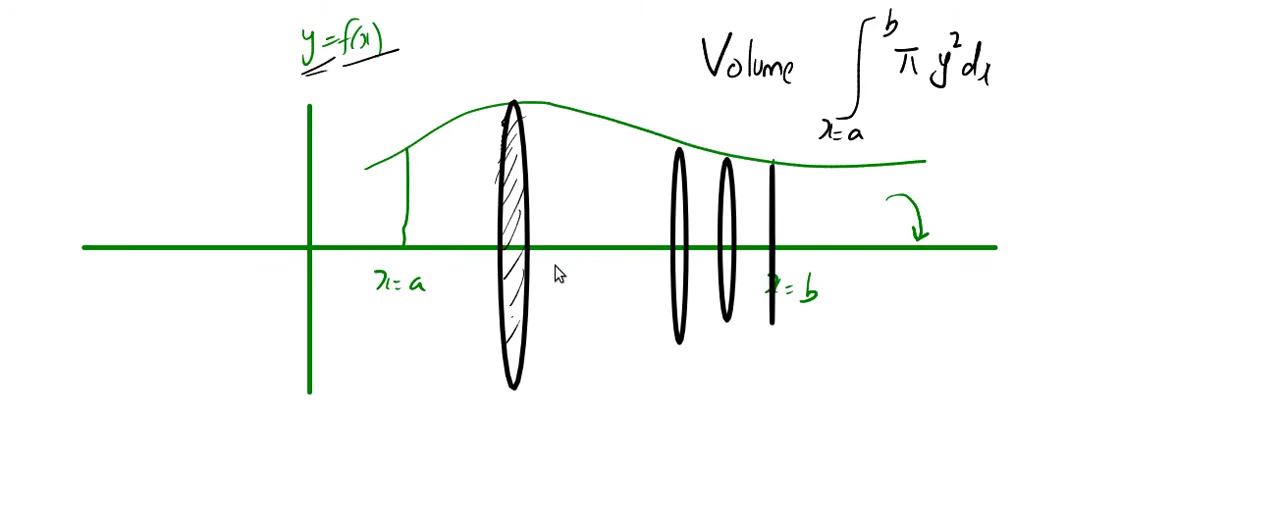 y=f(x)
Volume ∫ b x=a π y² dx
x=a
x=b